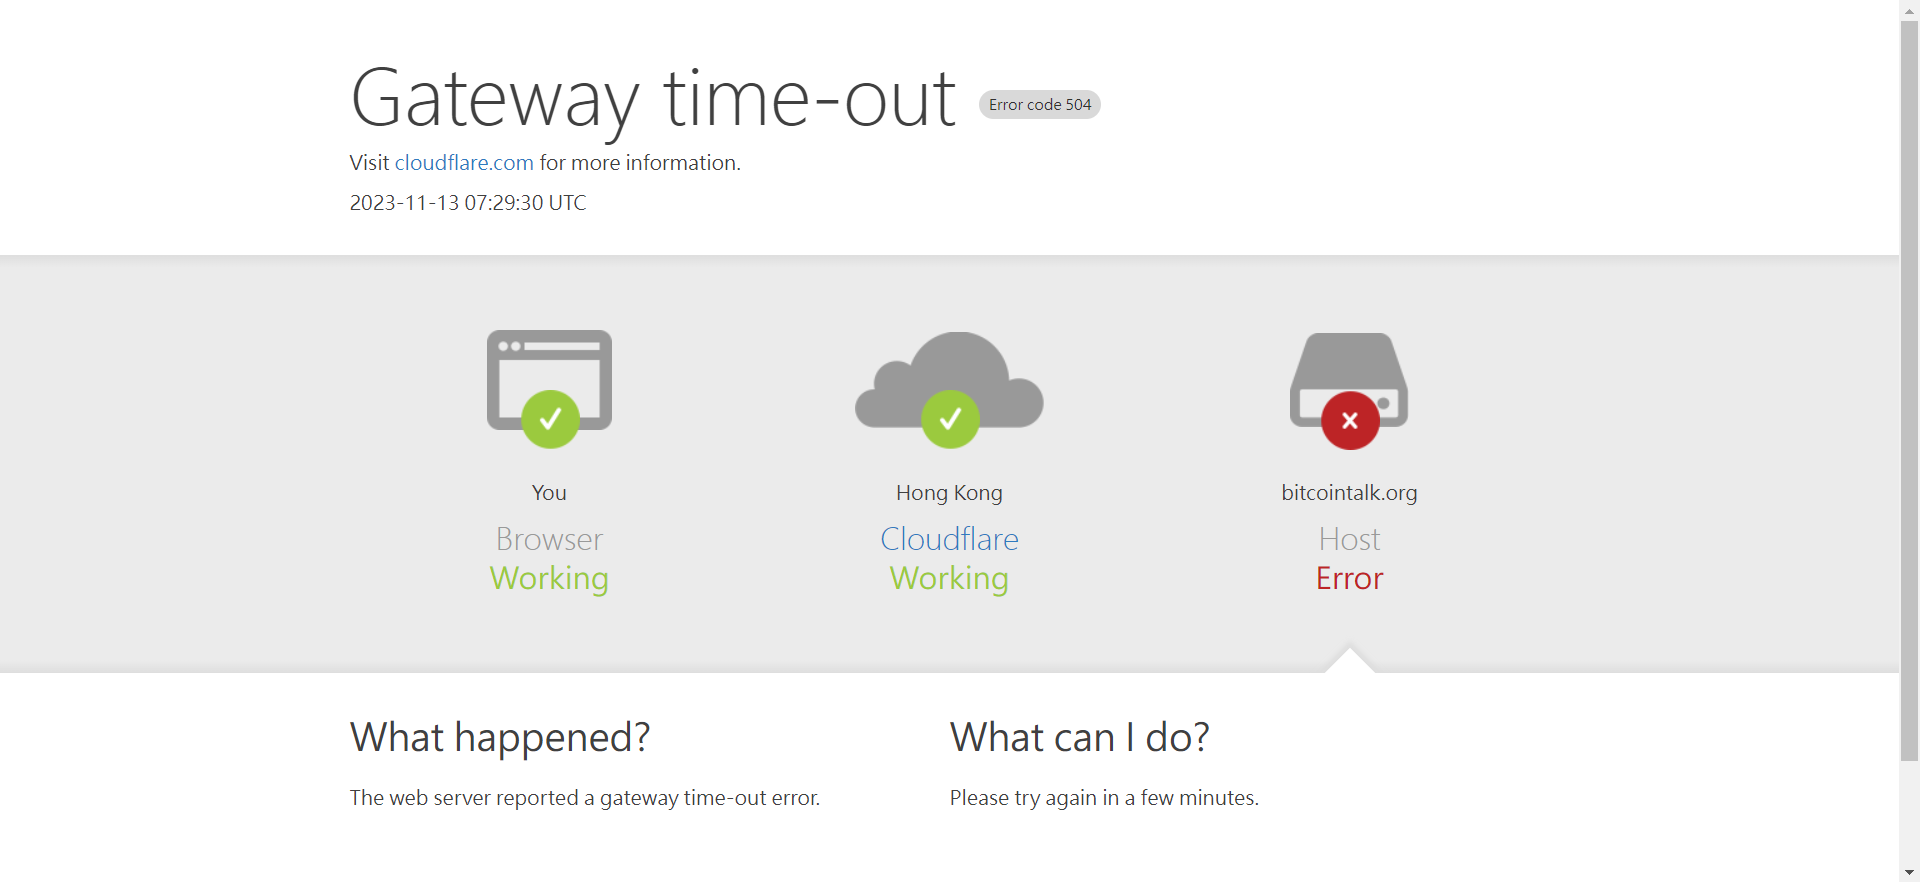 Gateway time-out Error code 504
Visit cloudflare.com for more information.
2023-11-13 07:29:30 UTC
You
Browser
Working
Hong Kong
Cloudflare
Working
bitcointalk.org
Host
Error
What happened?
The web server reported a gateway time-out error.
What can I do?
Please try again in a few minutes.